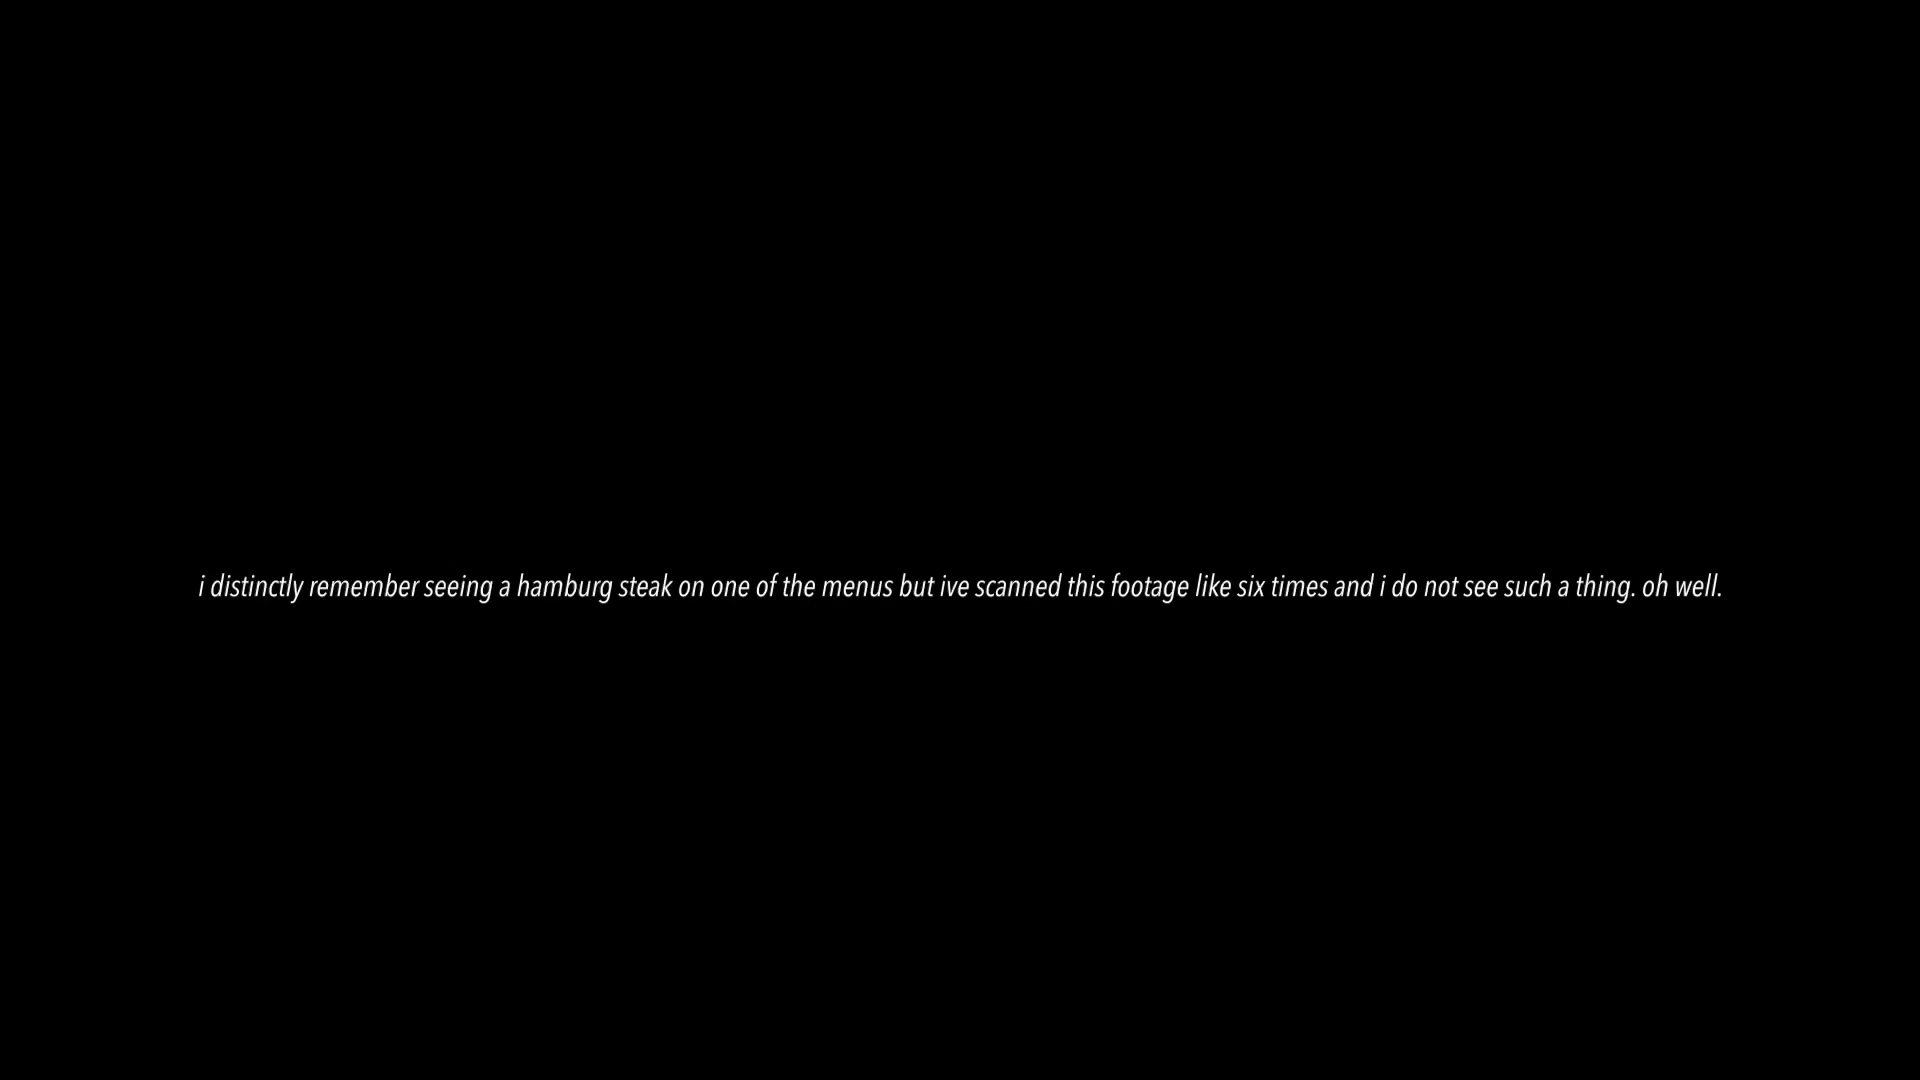 i distinctly remember seeing a hamburg steak on one of the menus but ive scanned this footage like six times and i do not see such a thing. oh well.